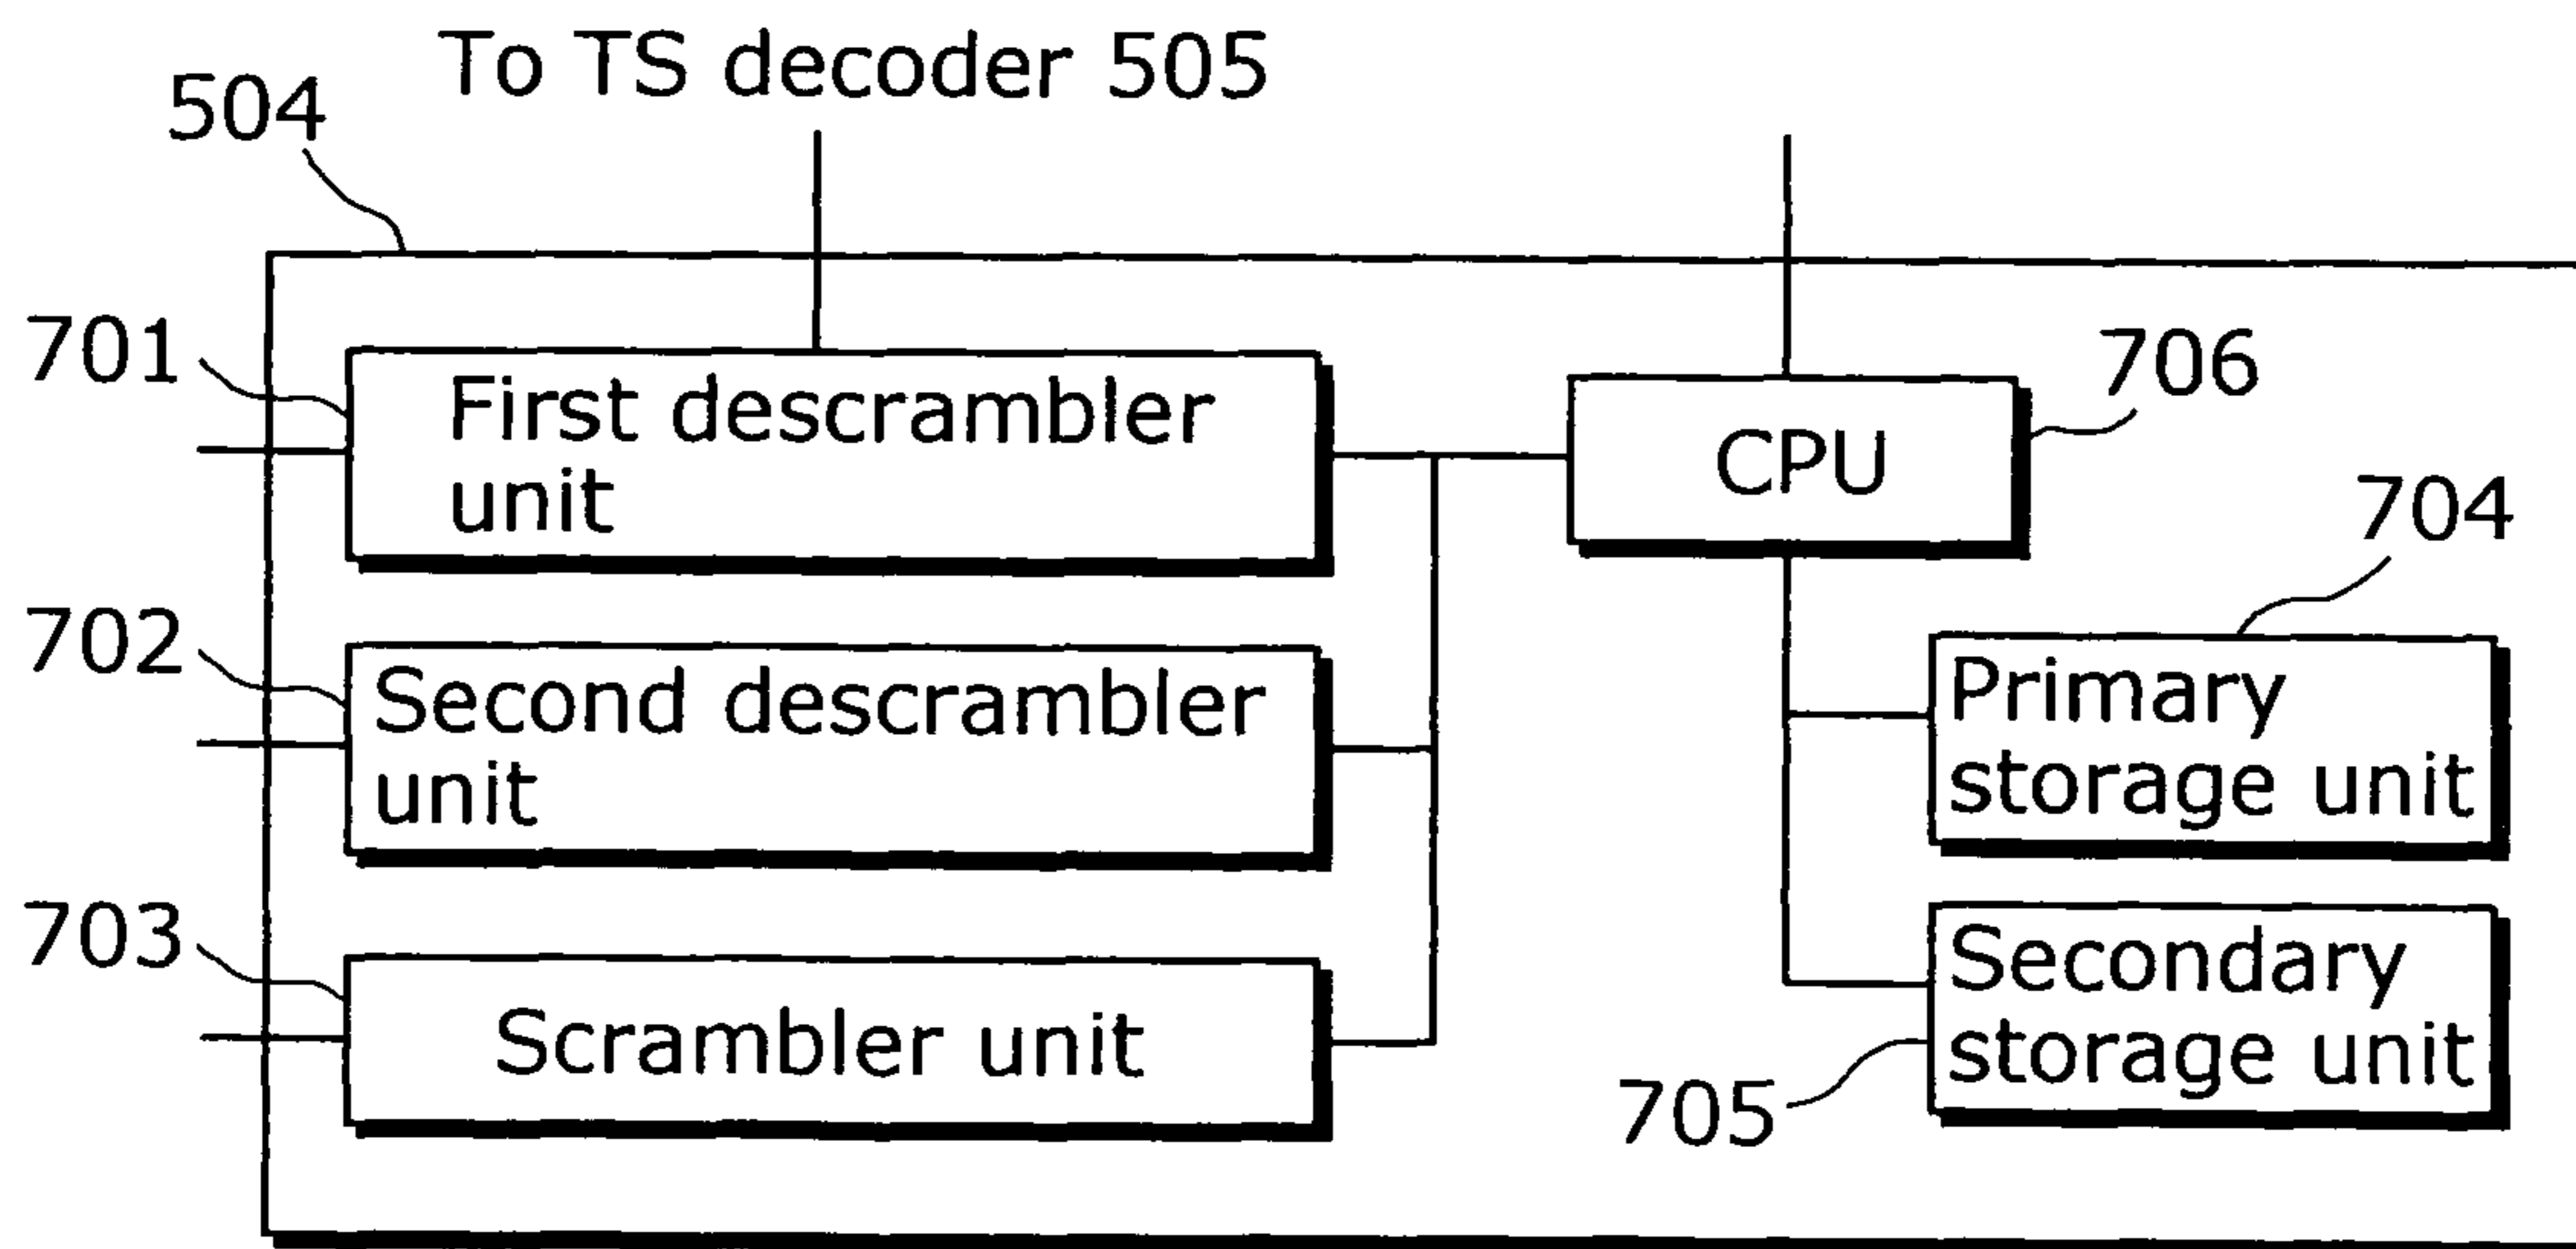 To TS decoder 505
504
701
First descrambler
unit
CPU
706
704
702
Second descrambler
unit
Primary
storage unit
703
Scrambler unit
Secondary
storage unit
705